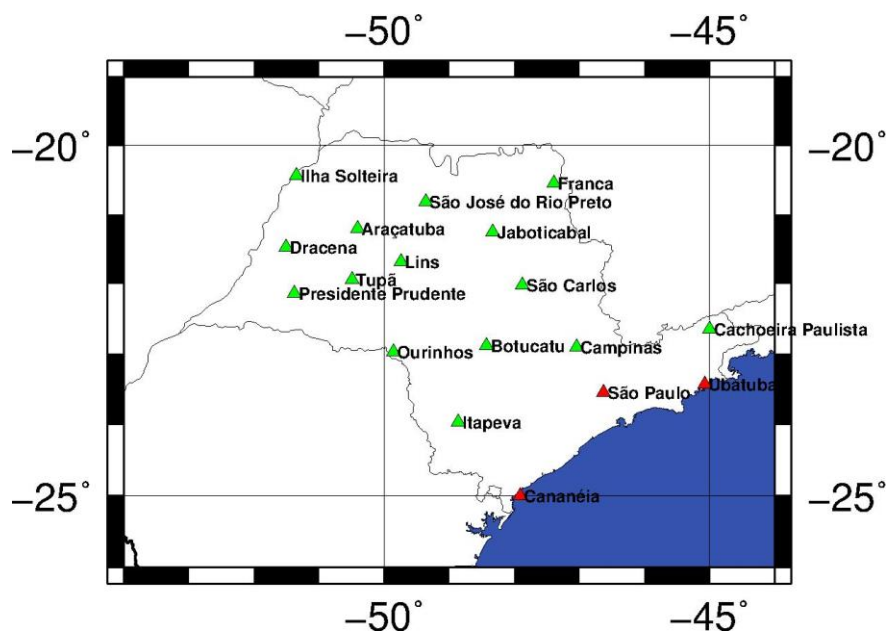 −50˚ −45˚
−20˚ −20˚
Ilha Solteira
Franca
São José do Rio Preto
Araçatuba
Jaboticabal
Dracena
Lins
Tupã
São Carlos
Presidente Prudente
Cachoeira Paulista
Ourinhos
Botucatu
Campinas
Ubatuba
São Paulo
Itapeva
−25˚ −25˚
Cananéia
−50˚ −45˚